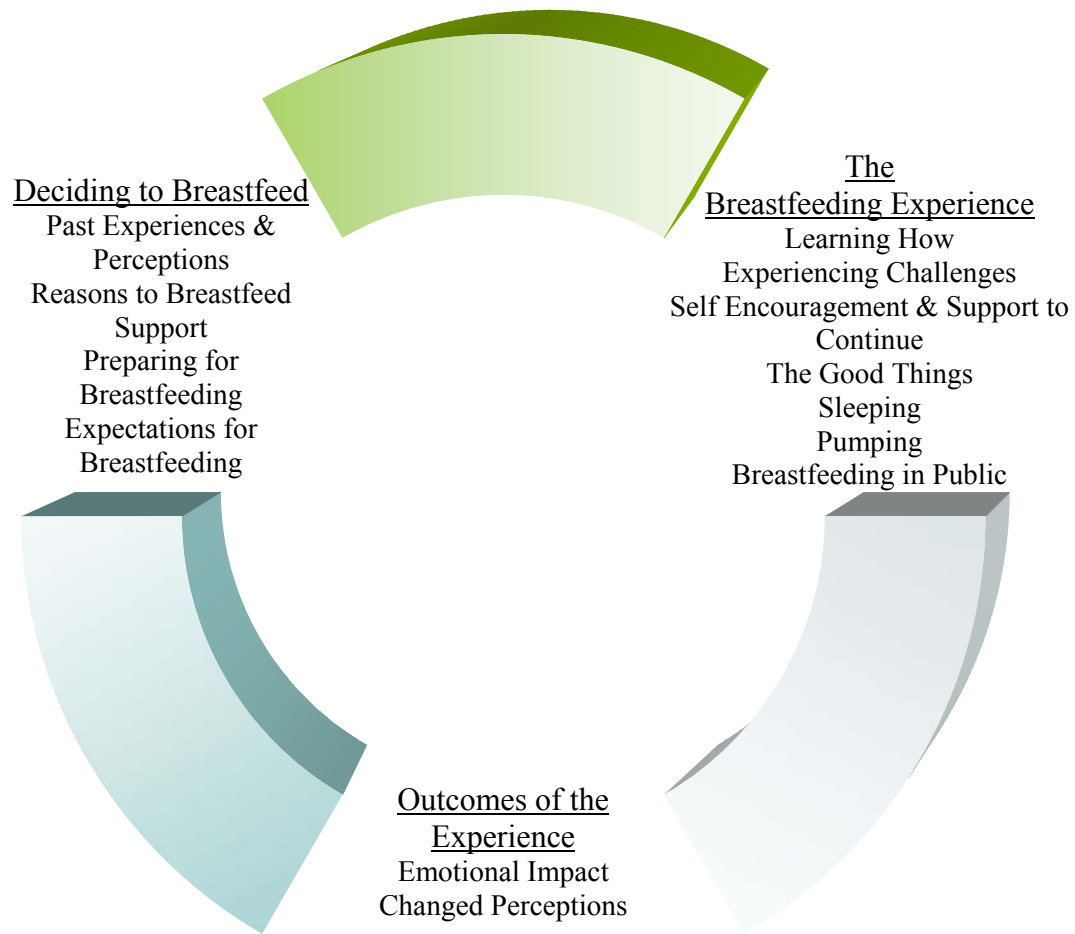 Deciding to Breastfeed
Past Experiences &
Perceptions
Reasons to Breastfeed
Support
Preparing for
Breastfeeding
Expectations for
Breastfeeding
The
Breastfeeding Experience
Learning How
Experiencing Challenges
Self Encouragement & Support to
Continue
The Good Things
Sleeping
Pumping
Breastfeeding in Public
Outcomes of the
Experience
Emotional Impact
Changed Perceptions